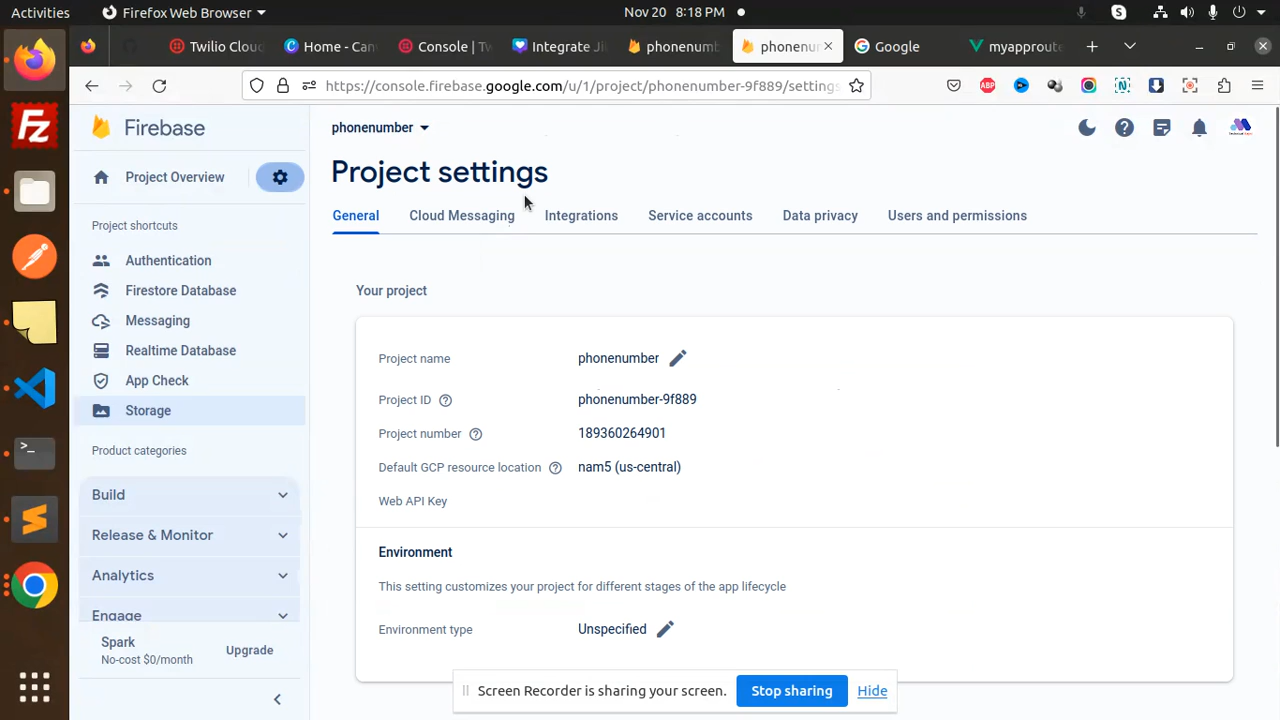 Activities
Firefox Web Browser
Nov 20 8:18 PM
Twilio Clou
Home - Can
Console | Tw
Integrate Ji
phonenumb
phonenun
Google
myapproute
https://console.firebase.google.com/u/1/project/phonenumber-9f889/settings
ABP
Firebase
phonenumber
Project Overview
Project settings
General
Cloud Messaging
Integrations
Service accounts
Data privacy
Users and permissions
Project shortcuts
Authentication
Firestore Database
Messaging
Realtime Database
App Check
Storage
Product categories
Build
Release & Monitor
Analytics
Engage
Spark
No-cost $0/month
Upgrade
Your project
Project name
phonenumber
Project ID
phonenumber-9f889
Project number
189360264901
Default GCP resource location
nam5 (us-central)
Web API Key
Environment
This setting customizes your project for different stages of the app lifecycle
Environment type
Unspecified
Screen Recorder is sharing your screen.
Stop sharing
Hide